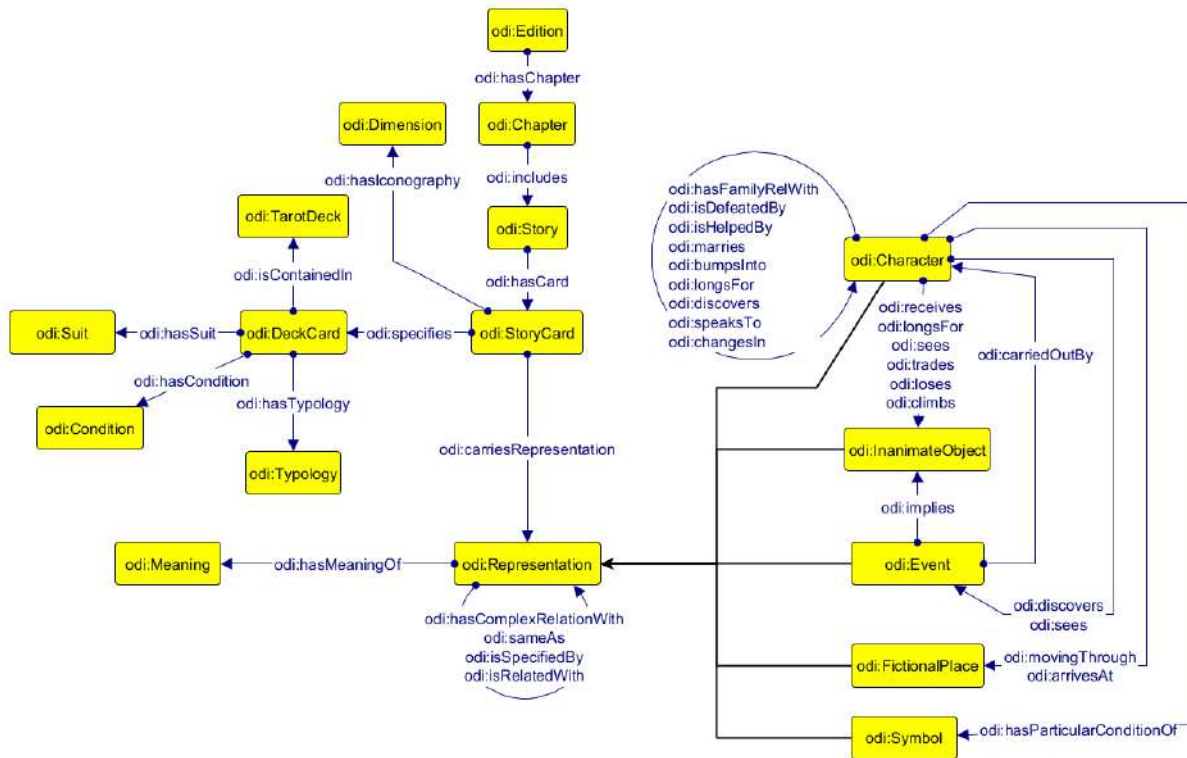 odi:Edition
odi:hasChapter
odi:Dimension
odi:Chapter
odi:hasIconography
odi:includes
odi:TarotDeck
odi:Story
odi:isContainedIn
odi:hasCard
odi:Suit
odi:hasSuit
odi:DeckCard
odi:specifies
odi:StoryCard
odi:hasCondition
odi:hasTypology
odi:Condition
odi:Typology
odi:carriesRepresentation
odi:Meaning
odi:hasMeaningOf
odi:Representation
odi:hasComplexRelationWith
odi:sameAs
odi:isSpecifiedBy
odi:isRelatedWith
odi:hasFamilyRelWith
odi:isDefeatedBy
odi:isHelpedBy
odi:marries
odi:bumpsInto
odi:longsFor
odi:discovers
odi:speaksTo
odi:changesIn
odi:Character
odi:receives
odi:longsFor
odi:sees
odi:trades
odi:loses
odi:climbs
odi:carriedOutBy
odi:InanimateObject
odi:implies
odi:Event
odi:discovers
odi:sees
odi:FictionalPlace
odi:movingThrough
odi:arrivesAt
odi:Symbol
odi:hasParticularConditionOf